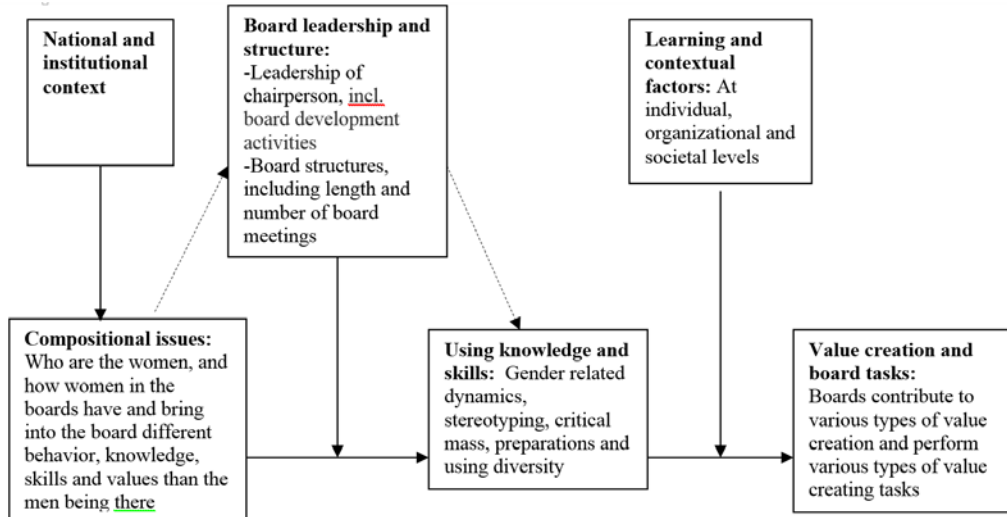 National and
institutional
context
Board leadership and
structure:
-Leadership of
chairperson, incl.
board development
activities
-Board structures,
including length and
number of board
meetings
Learning and
contextual
factors: At
individual,
organizational and
societal levels
Compositional issues:
Who are the women, and
how women in the
boards have and bring
into the board different
behavior, knowledge,
skills and values than the
men being there
Using knowledge and
skills: Gender related
dynamics,
stereotyping, critical
mass, preparations and
using diversity
Value creation and
board tasks:
Boards contribute to
various types of value
creation and perform
various types of value
creating tasks